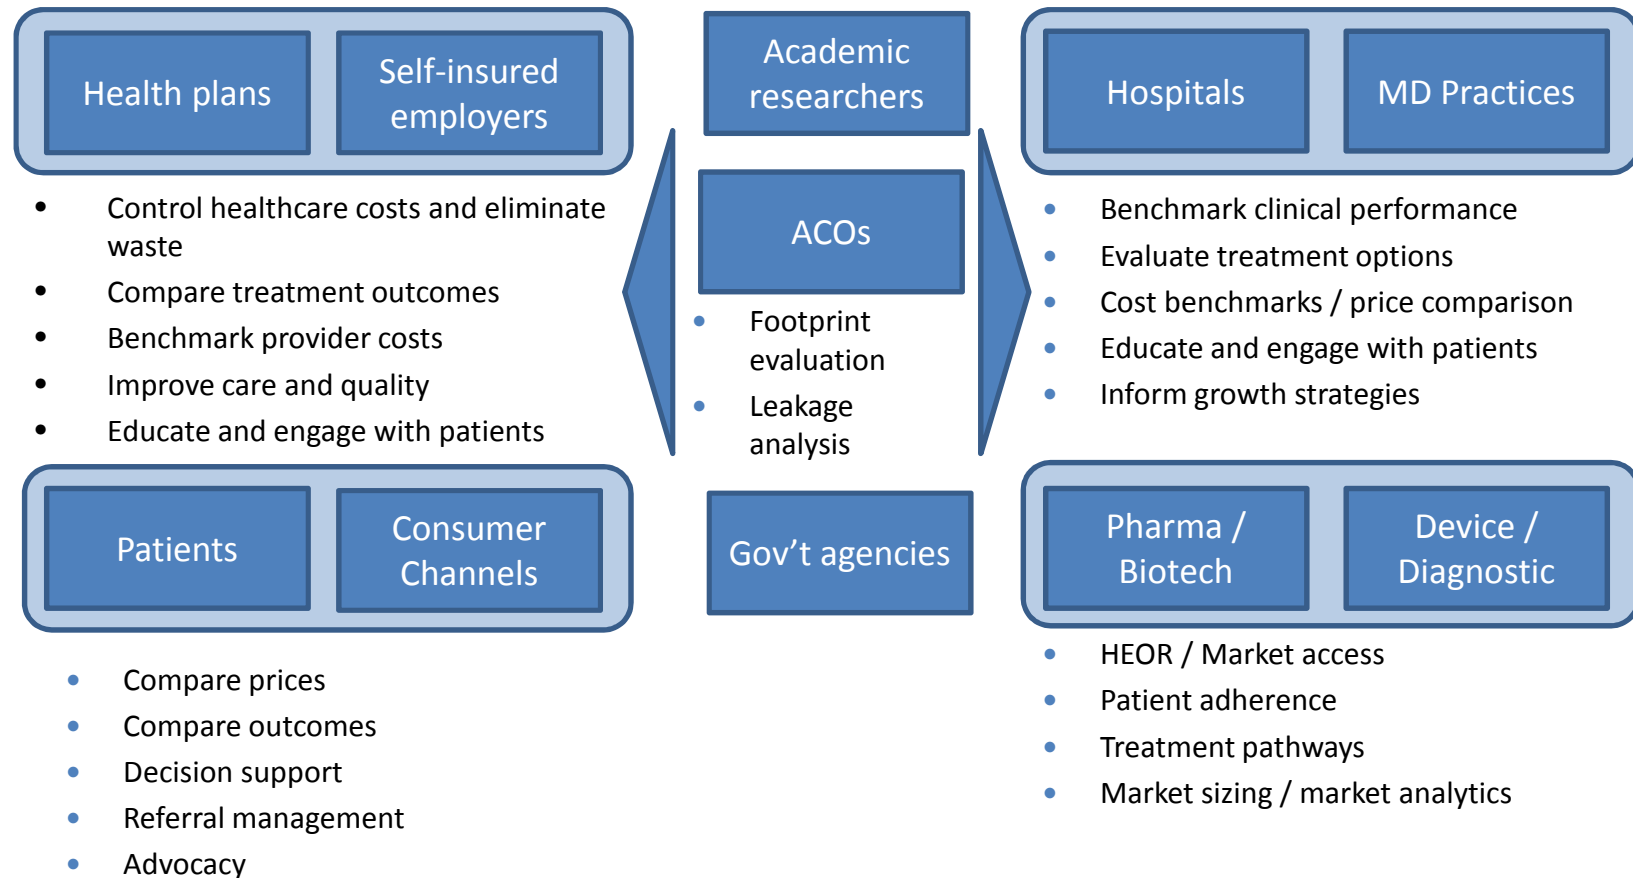 Health plans
Self-insured
employers
• Control healthcare costs and eliminate
waste
• Compare treatment outcomes
• Benchmark provider costs
• Improve care and quality
• Educate and engage with patients
Patients
Consumer
Channels
• Compare prices
• Compare outcomes
• Decision support
• Referral management
• Advocacy
Academic
researchers
ACOs
• Footprint
evaluation
• Leakage
analysis
Gov’t agencies
Hospitals
MD Practices
• Benchmark clinical performance
• Evaluate treatment options
• Cost benchmarks / price comparison
• Educate and engage with patients
• Inform growth strategies
Pharma /
Biotech
Device /
Diagnostic
• HEOR / Market access
• Patient adherence
• Treatment pathways
• Market sizing / market analytics